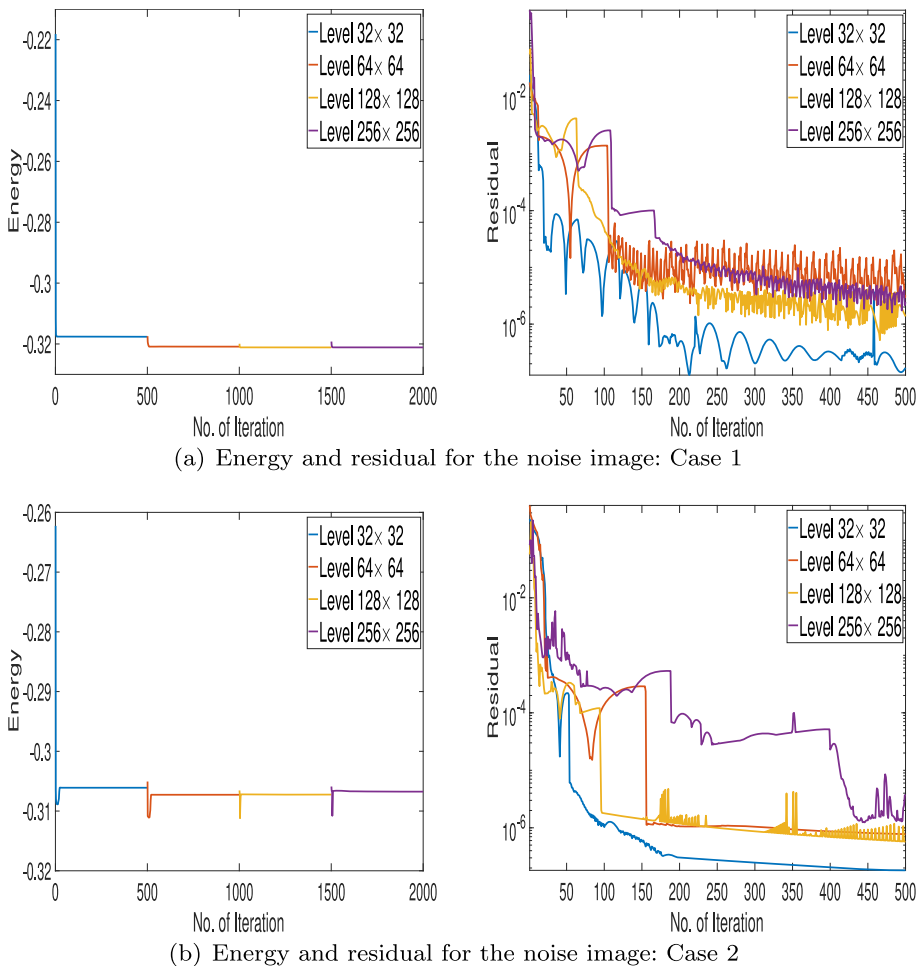 -0.22
-0.24
-0.26
-0.28
-0.3
-0.32
Energy
0
500
1000
1500
2000
No. of Iteration
Level 32× 32
Level 64× 64
Level 128× 128
Level 256× 256
10-2
10-4
10-6
Residual
50
100
150
200
250
300
350
400
450
500
No. of Iteration
Level 32× 32
Level 64× 64
Level 128× 128
Level 256× 256
(a) Energy and residual for the noise image: Case 1
-0.26
-0.27
-0.28
-0.29
-0.3
-0.31
-0.32
Energy
0
500
1000
1500
2000
No. of Iteration
Level 32× 32
Level 64× 64
Level 128× 128
Level 256× 256
10-2
10-4
10-6
Residual
50
100
150
200
250
300
350
400
450
500
No. of Iteration
Level 32× 32
Level 64× 64
Level 128× 128
Level 256× 256
(b) Energy and residual for the noise image: Case 2